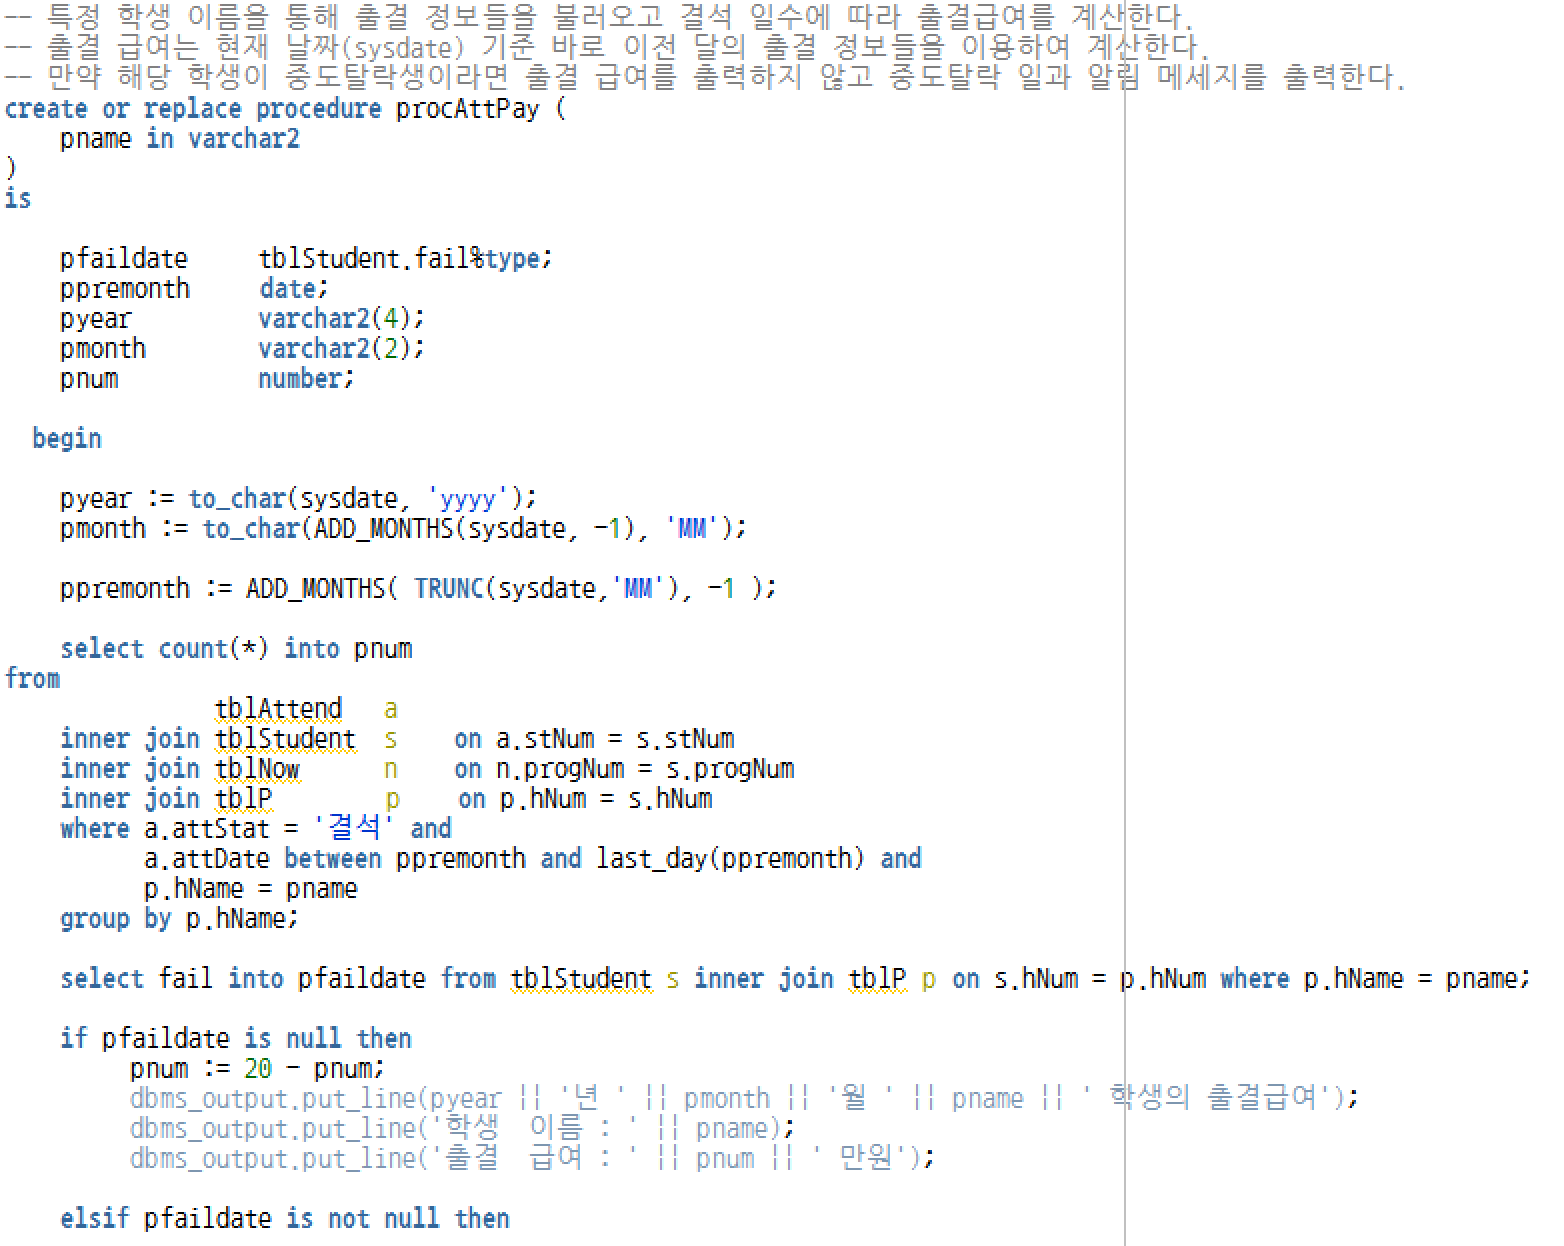 -- 특정 학생 이름을 통해 출결 정보들을 불러오고 결석 일수에 따라 출결급여를 계산한다.
-- 출결 급여는 현재 날짜(sysdate) 기준 바로 이전 달의 출결 정보들을 이용하여 계산한다.
-- 만약 해당 학생이 중도탈락생이라면 출결 급여를 출력하지 않고 중도탈락 일과 알림 메세지를 출력한다.
create or replace procedure procAttPay (
    pname in varchar2
)
is
    pfaildate     tblStudent.fail%type;
    ppremonth     date;
    pyear         varchar2(4);
    pmonth        varchar2(2);
    pnum          number;
  begin
    pyear := to_char(sysdate, 'yyyy');
    pmonth := to_char(ADD_MONTHS(sysdate, -1), 'MM');
    ppremonth := ADD_MONTHS( TRUNC(sysdate,'MM'), -1 );
    select count(*) into pnum
from
               tblAttend   a
    inner join tblStudent  s    on a.stNum = s.stNum
    inner join tblNow      n    on n.progNum = s.progNum
    inner join tblP        p    on p.hNum = s.hNum
    where a.attStat = '결석' and
          a.attDate between ppremonth and last_day(ppremonth) and
          p.hName = pname
    group by p.hName;
    select fail into pfaildate from tblStudent s inner join tblP p on s.hNum = p.hNum where p.hName = pname;
    if pfaildate is null then
         pnum := 20 - pnum;
         dbms_output.put_line(pyear || '년 ' || pmonth || '월 ' || pname || ' 학생의 출결급여');
         dbms_output.put_line('학생  이름 : ' || pname);
         dbms_output.put_line('출결  급여 : ' || pnum || ' 만원');
    elsif pfaildate is not null then